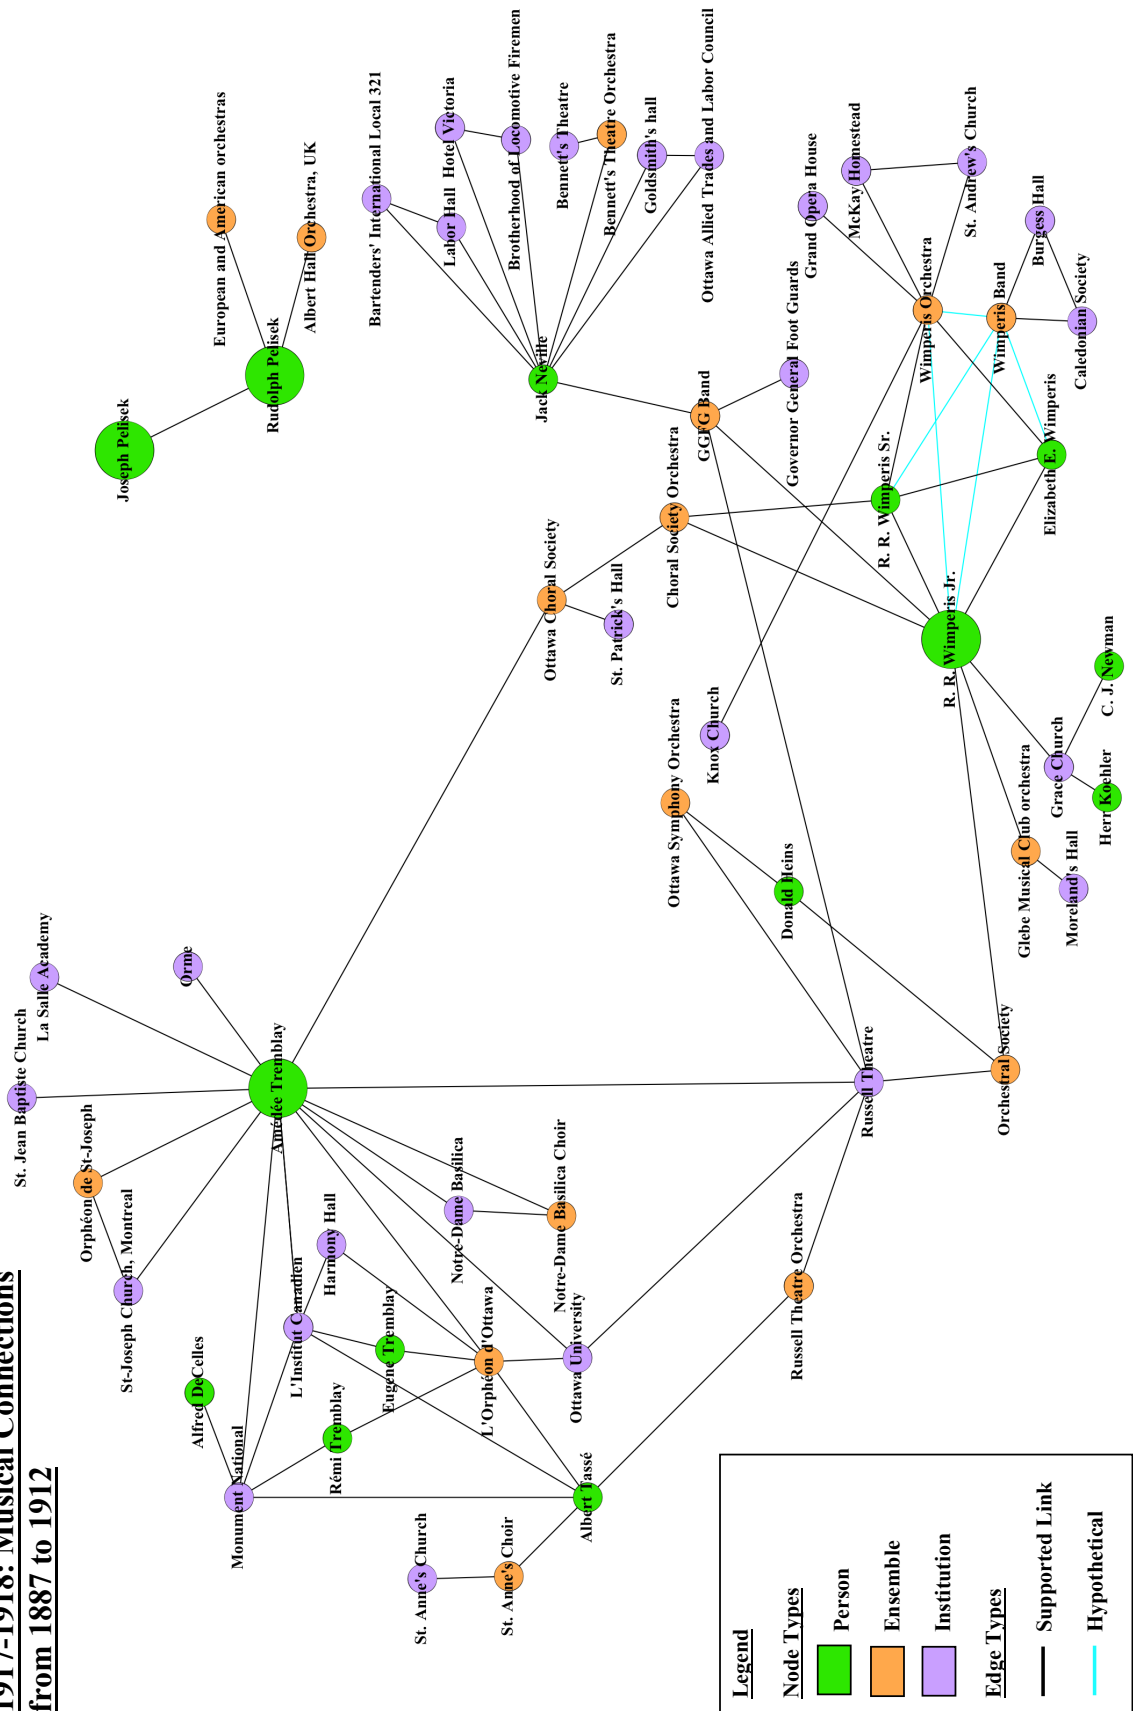 1917-1918: Musical Connections
from 1887 to 1912
St. Jean Baptiste Church
La Salle Academy
Orme
Orphéon de St-Joseph
St-Joseph Church, Montreal
Amédée Tremblay
Alfred DeCelles
Monument National
L'Institut Canadien
Harmony Hall
Rémi Tremblay
Eugene Tremblay
Notre-Dame Basilica
Notre-Dame Basilica Choir
L'Orphéon d'Ottawa
Ottawa University
St. Anne's Church
St. Anne's Choir
Albert Tassé
Joseph Pelisek
Rudolph Pelisek
European and American orchestras
Albert Hall Orchestra, UK
Bartenders' International Local 321
Labor Hall
Hotel Victoria
Brotherhood of Locomotive Firemen
Bennett's Theatre
Bennett's Theatre Orchestra
Goldsmith's hall
Ottawa Allied Trades and Labor Council
Jack Neville
GGFG Band
Governor General Foot Guards
Ottawa Choral Society
St. Patrick's Hall
Choral Society Orchestra
Ottawa Symphony Orchestra
Knox Church
Donald Heins
Russell Theatre
Russell Theatre Orchestra
Orchestral Society
Grand Opera House
McKay Homestead
St. Andrew's Church
Wimperis Orchestra
Wimperis Band
Burgess Hall
Caledonian Society
R. R. Wimperis Sr.
Elizabeth E. Wimperis
R. R. Wimperis Jr.
Grace Church
C. J. Newman
Herr Koehler
Glebe Musical Club orchestra
Moreland's Hall
Legend
Node Types
Person
Ensemble
Institution
Edge Types
Supported Link
Hypothetical